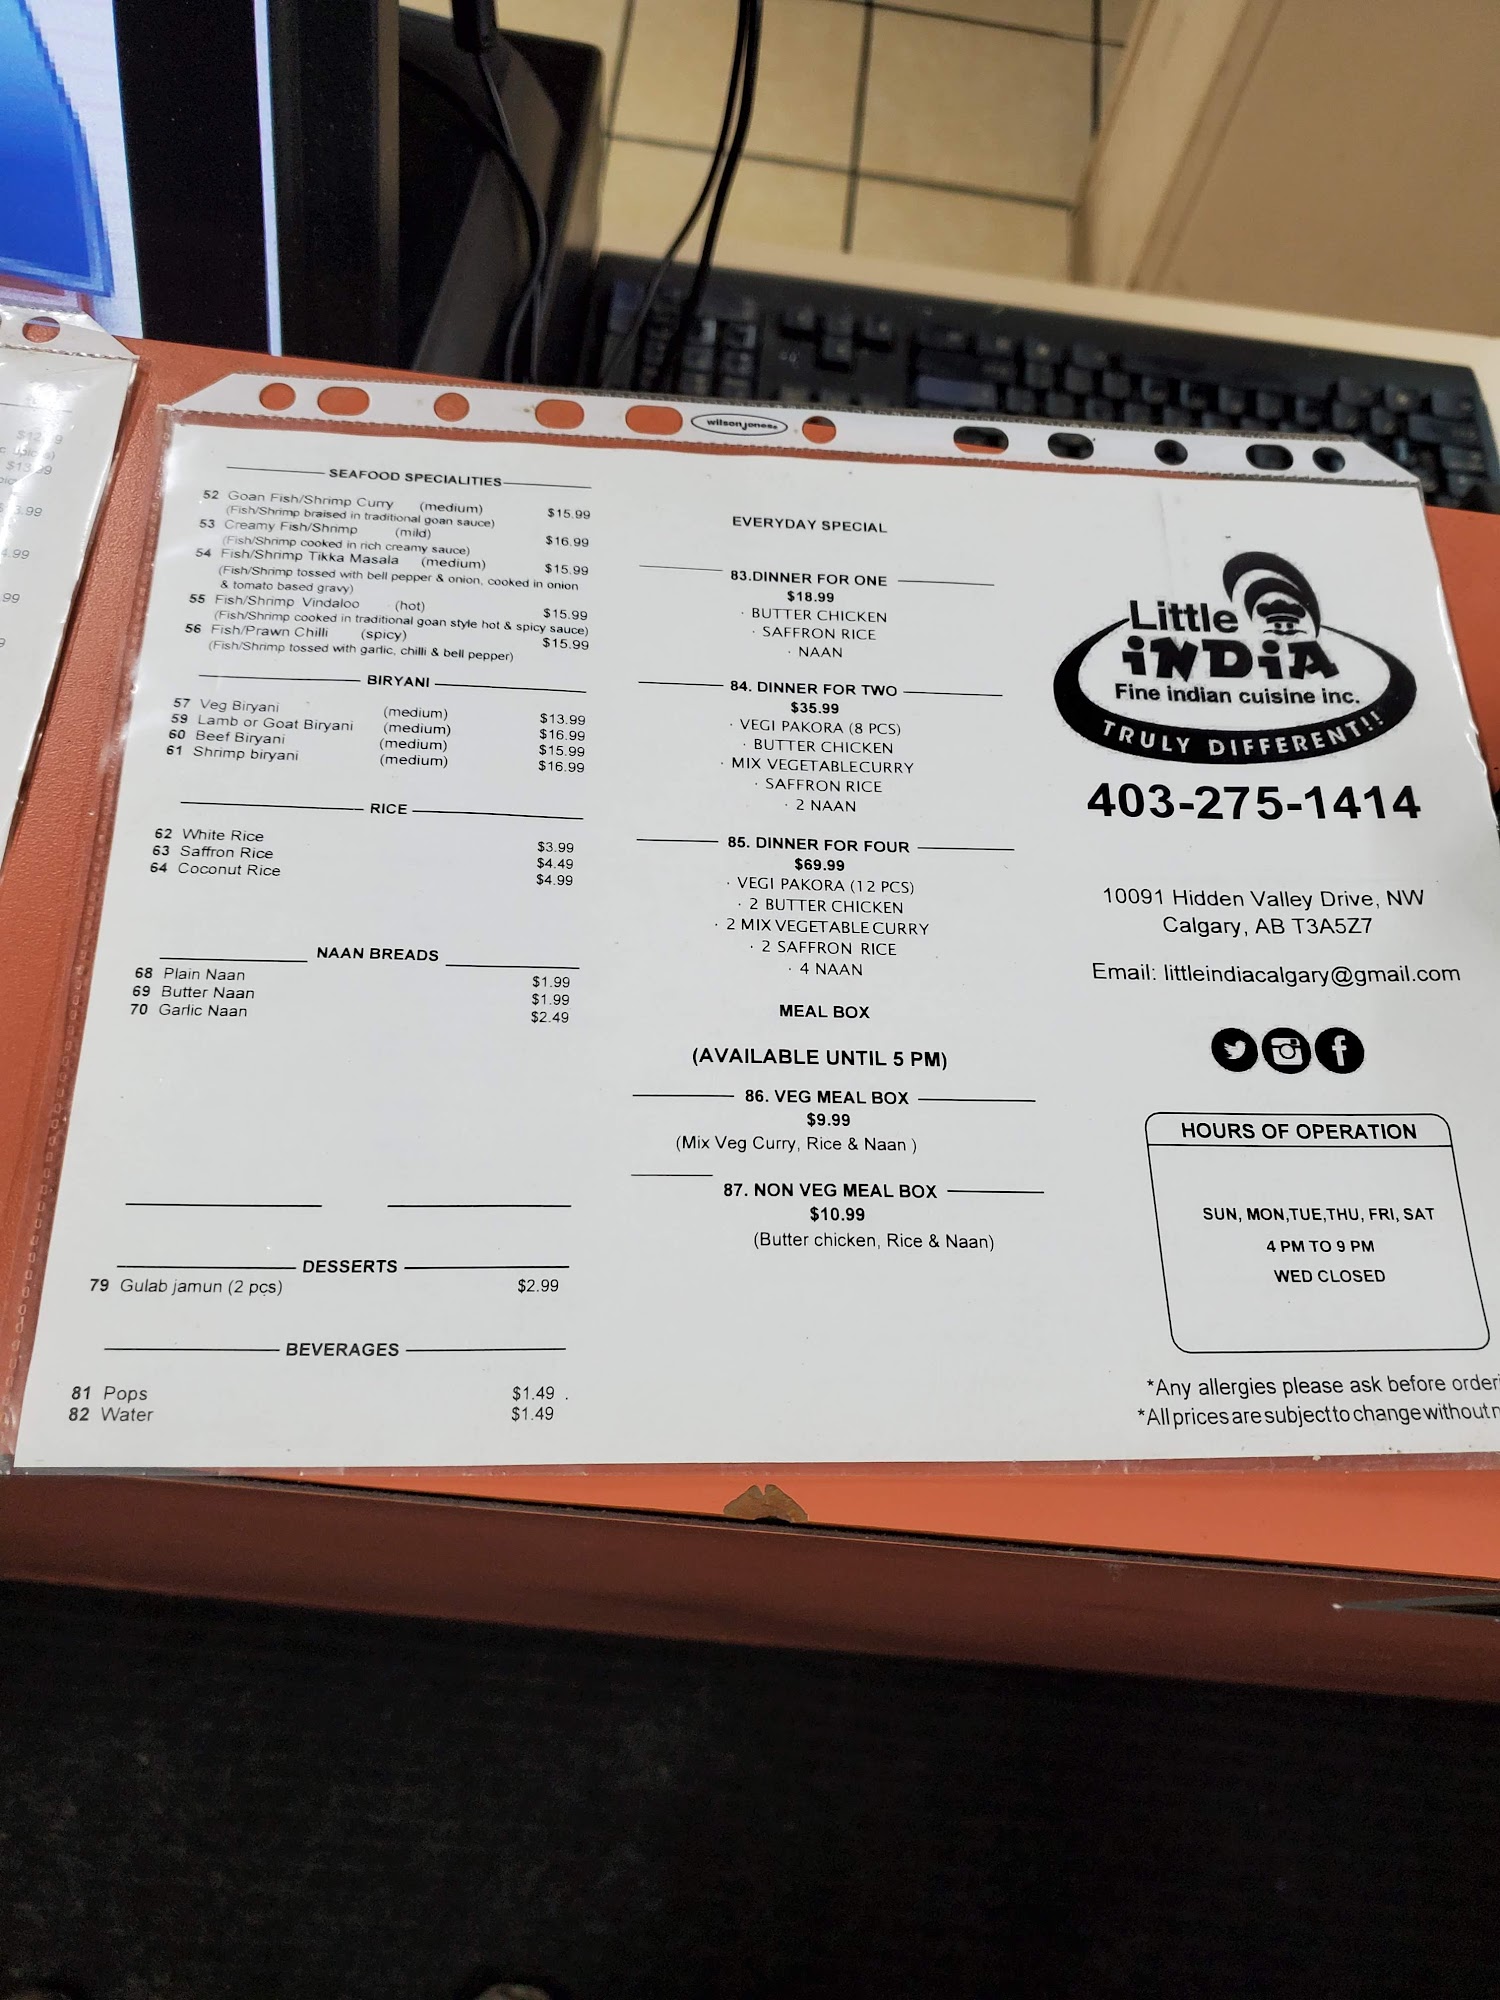 wilsonjones
SEAFOOD SPECIALITIES
52 Goan Fish/Shrimp Curry (medium) $15.99
(Fish/Shrimp braised in traditional goan sauce)
53 Creamy Fish/Shrimp (mild) $16.99
(Fish/Shrimp cooked in rich creamy sauce)
54 Fish/Shrimp Tikka Masala (medium) $15.99
(Fish/Shrimp tossed with bell pepper & onion, cooked in onion
& tomato based gravy)
55 Fish/Shrimp Vindaloo (hot) $15.99
(Fish/Shrimp cooked in traditional goan style hot & spicy sauce)
56 Fish/Prawn Chilli (spicy) $15.99
(Fish/Shrimp tossed with garlic, chilli & bell pepper)
BIRYANI
57 Veg Biryani (medium) $13.99
59 Lamb or Goat Biryani (medium) $16.99
60 Beef Biryani (medium) $15.99
61 Shrimp biryani (medium) $16.99
RICE
62 White Rice $3.99
63 Saffron Rice $4.49
64 Coconut Rice $4.99
NAAN BREADS
68 Plain Naan $1.99
69 Butter Naan $1.99
70 Garlic Naan $2.49
DESSERTS
79 Gulab jamun (2 pcs) $2.99
BEVERAGES
81 Pops $1.49 .
82 Water $1.49
EVERYDAY SPECIAL
83.DINNER FOR ONE
$18.99
· BUTTER CHICKEN
· SAFFRON RICE
· NAAN
84. DINNER FOR TWO
$35.99
· VEGI PAKORA (8 PCS)
· BUTTER CHICKEN
· MIX VEGETABLECURRY
· SAFFRON RICE
· 2 NAAN
85. DINNER FOR FOUR
$69.99
· VEGI PAKORA (12 PCS)
· 2 BUTTER CHICKEN
· 2 MIX VEGETABLE CURRY
· 2 SAFFRON RICE
· 4 NAAN
MEAL BOX
(AVAILABLE UNTIL 5 PM)
86. VEG MEAL BOX
$9.99
(Mix Veg Curry, Rice & Naan )
87. NON VEG MEAL BOX
$10.99
(Butter chicken, Rice & Naan)
Little
iNDiA
Fine indian cuisine inc.
TRULY DIFFERENT!!
403-275-1414
10091 Hidden Valley Drive, NW
Calgary, AB T3A5Z7
Email: littleindiacalgary@gmail.com
HOURS OF OPERATION
SUN, MON,TUE,THU, FRI, SAT
4 PM TO 9 PM
WED CLOSED
*Any allergies please ask before orderi
*All prices are subject to change without n